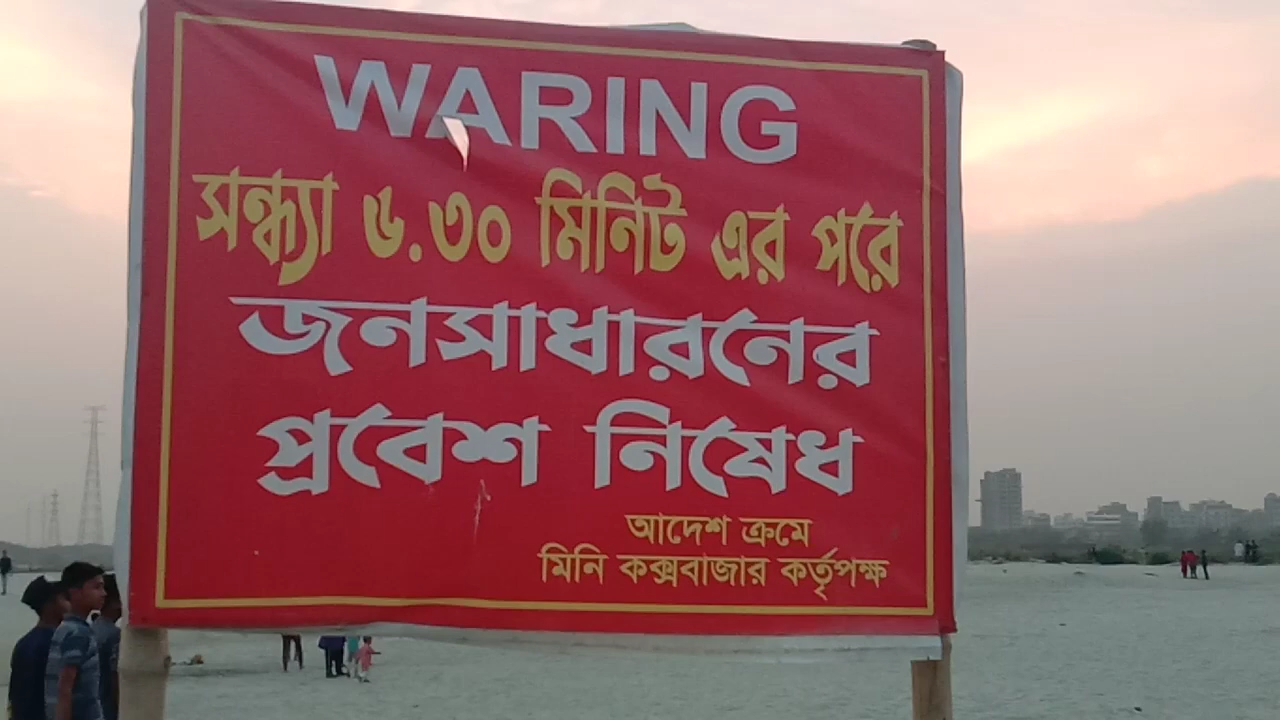 WARING
সন্ধ্যা ৬.৩০ মিনিট এর পরে
জনসাধারনের
প্রবেশ নিষেধ
আদেশ ক্রমে
মিনি কক্সবাজার কর্তৃপক্ষ